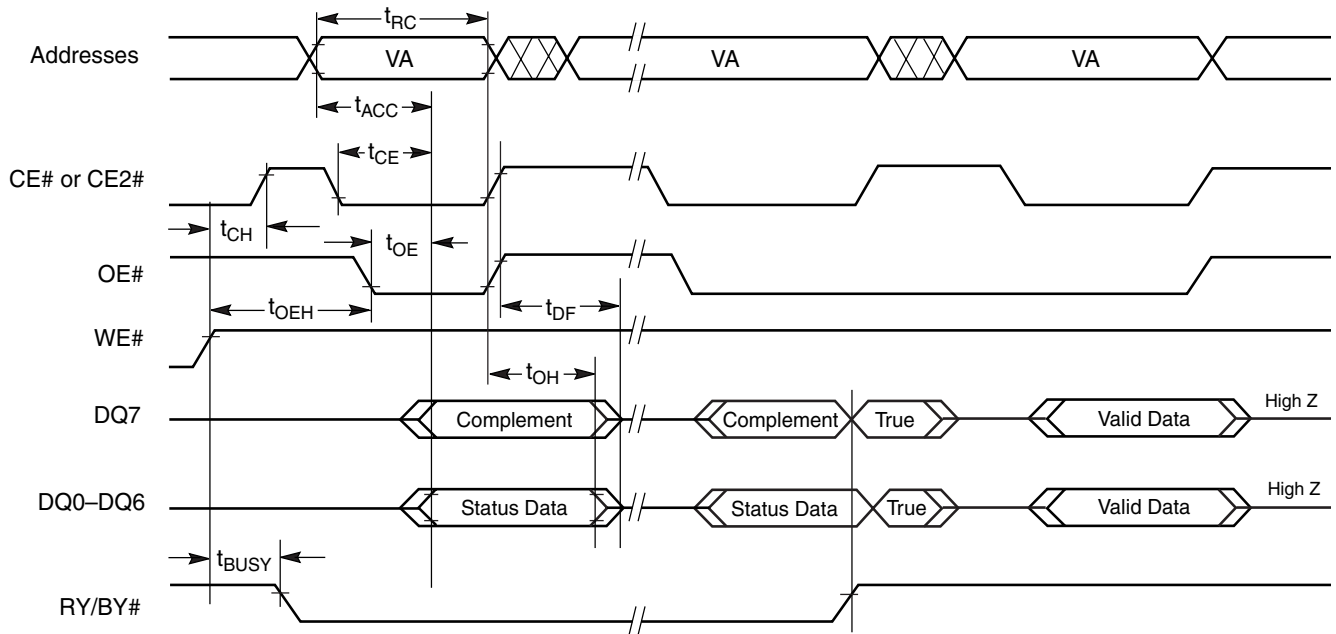 tRC
Addresses VA VA VA
tACC
tCE
CE# or CE2#
tCH
tOE
OE#
tOEH
tDF
WE#
tOH
DQ7 Complement Complement True Valid Data High Z
DQ0–DQ6 Status Data Status Data True Valid Data High Z
tBUSY
RY/BY#